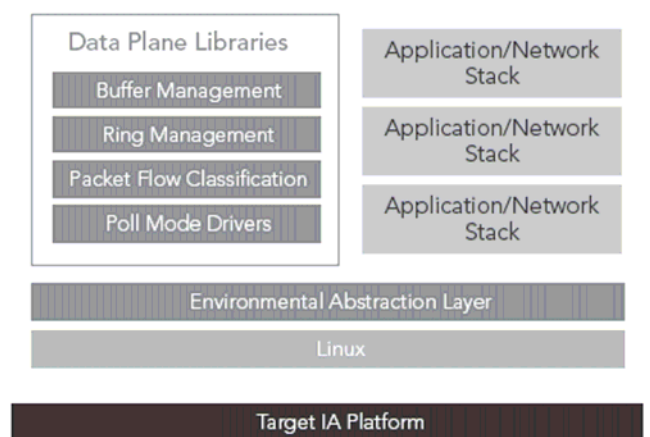 Data Plane Libraries
Buffer Management
Ring Management
Packet Flow Classification
Poll Mode Drivers
Application/Network
Stack
Application/Network
Stack
Application/Network
Stack
Environmental Abstraction Layer
Linux
Target IA Platform